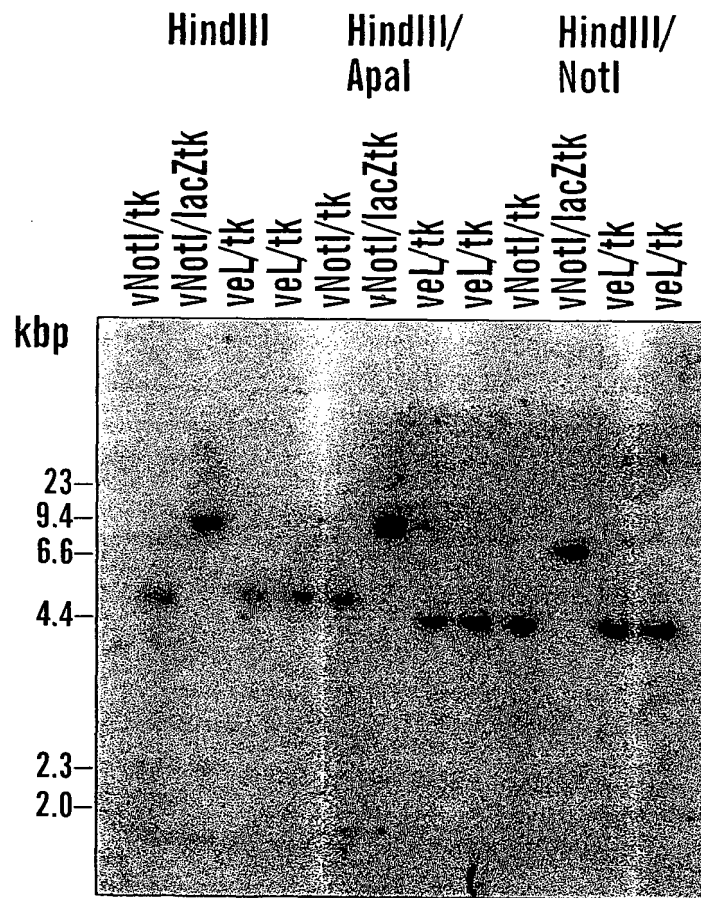 HindIII HindIII/ HindIII/
ApaI NotI
vNotI/tk
vNotI/lacZtk
veL/tk
veL/tk
vNotI/tk
vNotI/lacZtk
veL/tk
veL/tk
vNotI/tk
vNotI/lacZtk
veL/tk
veL/tk
kbp
23
9.4
6.6
4.4
2.3
2.0